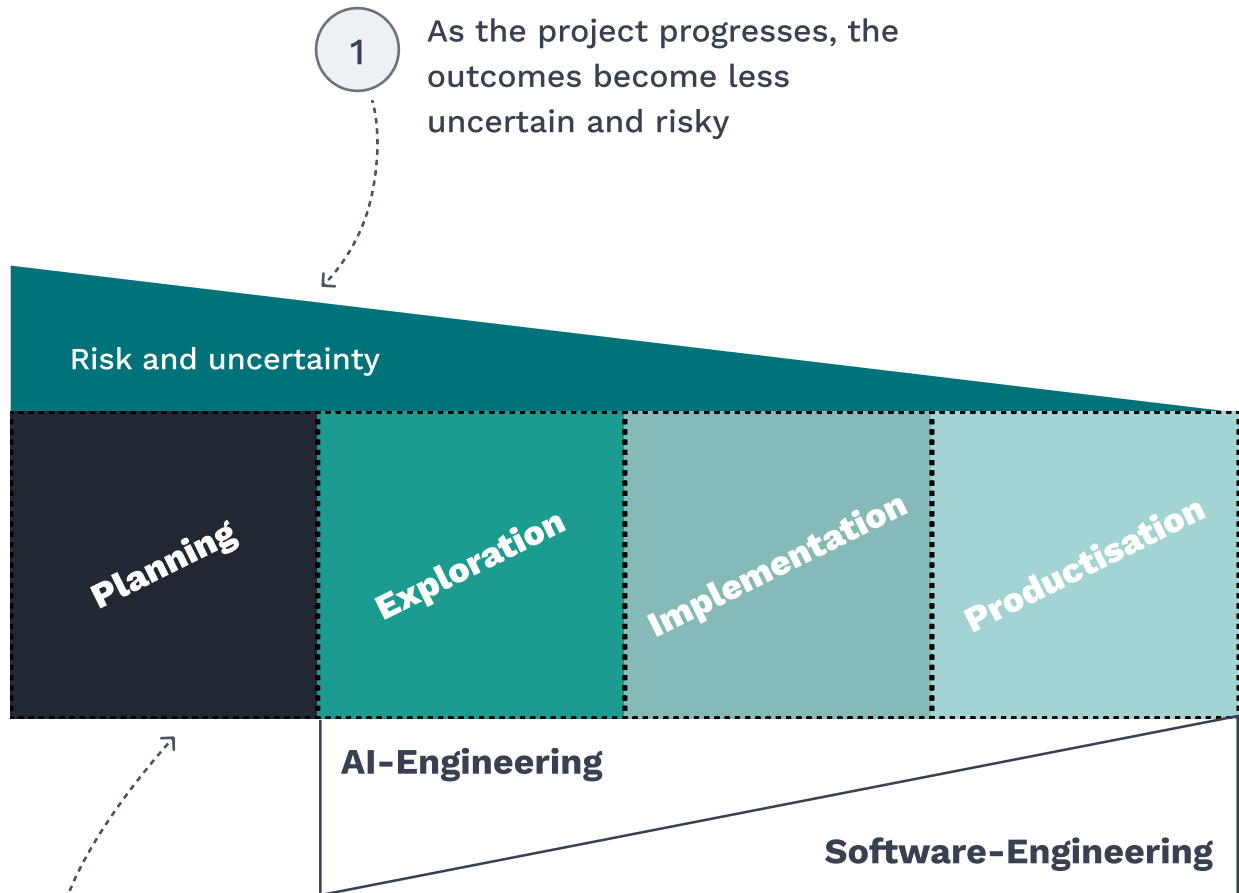 1
As the project progresses, the
outcomes become less
uncertain and risky
Risk and uncertainty
Planning
Exploration
Implementation
Productisation
AI-Engineering
Software-Engineering